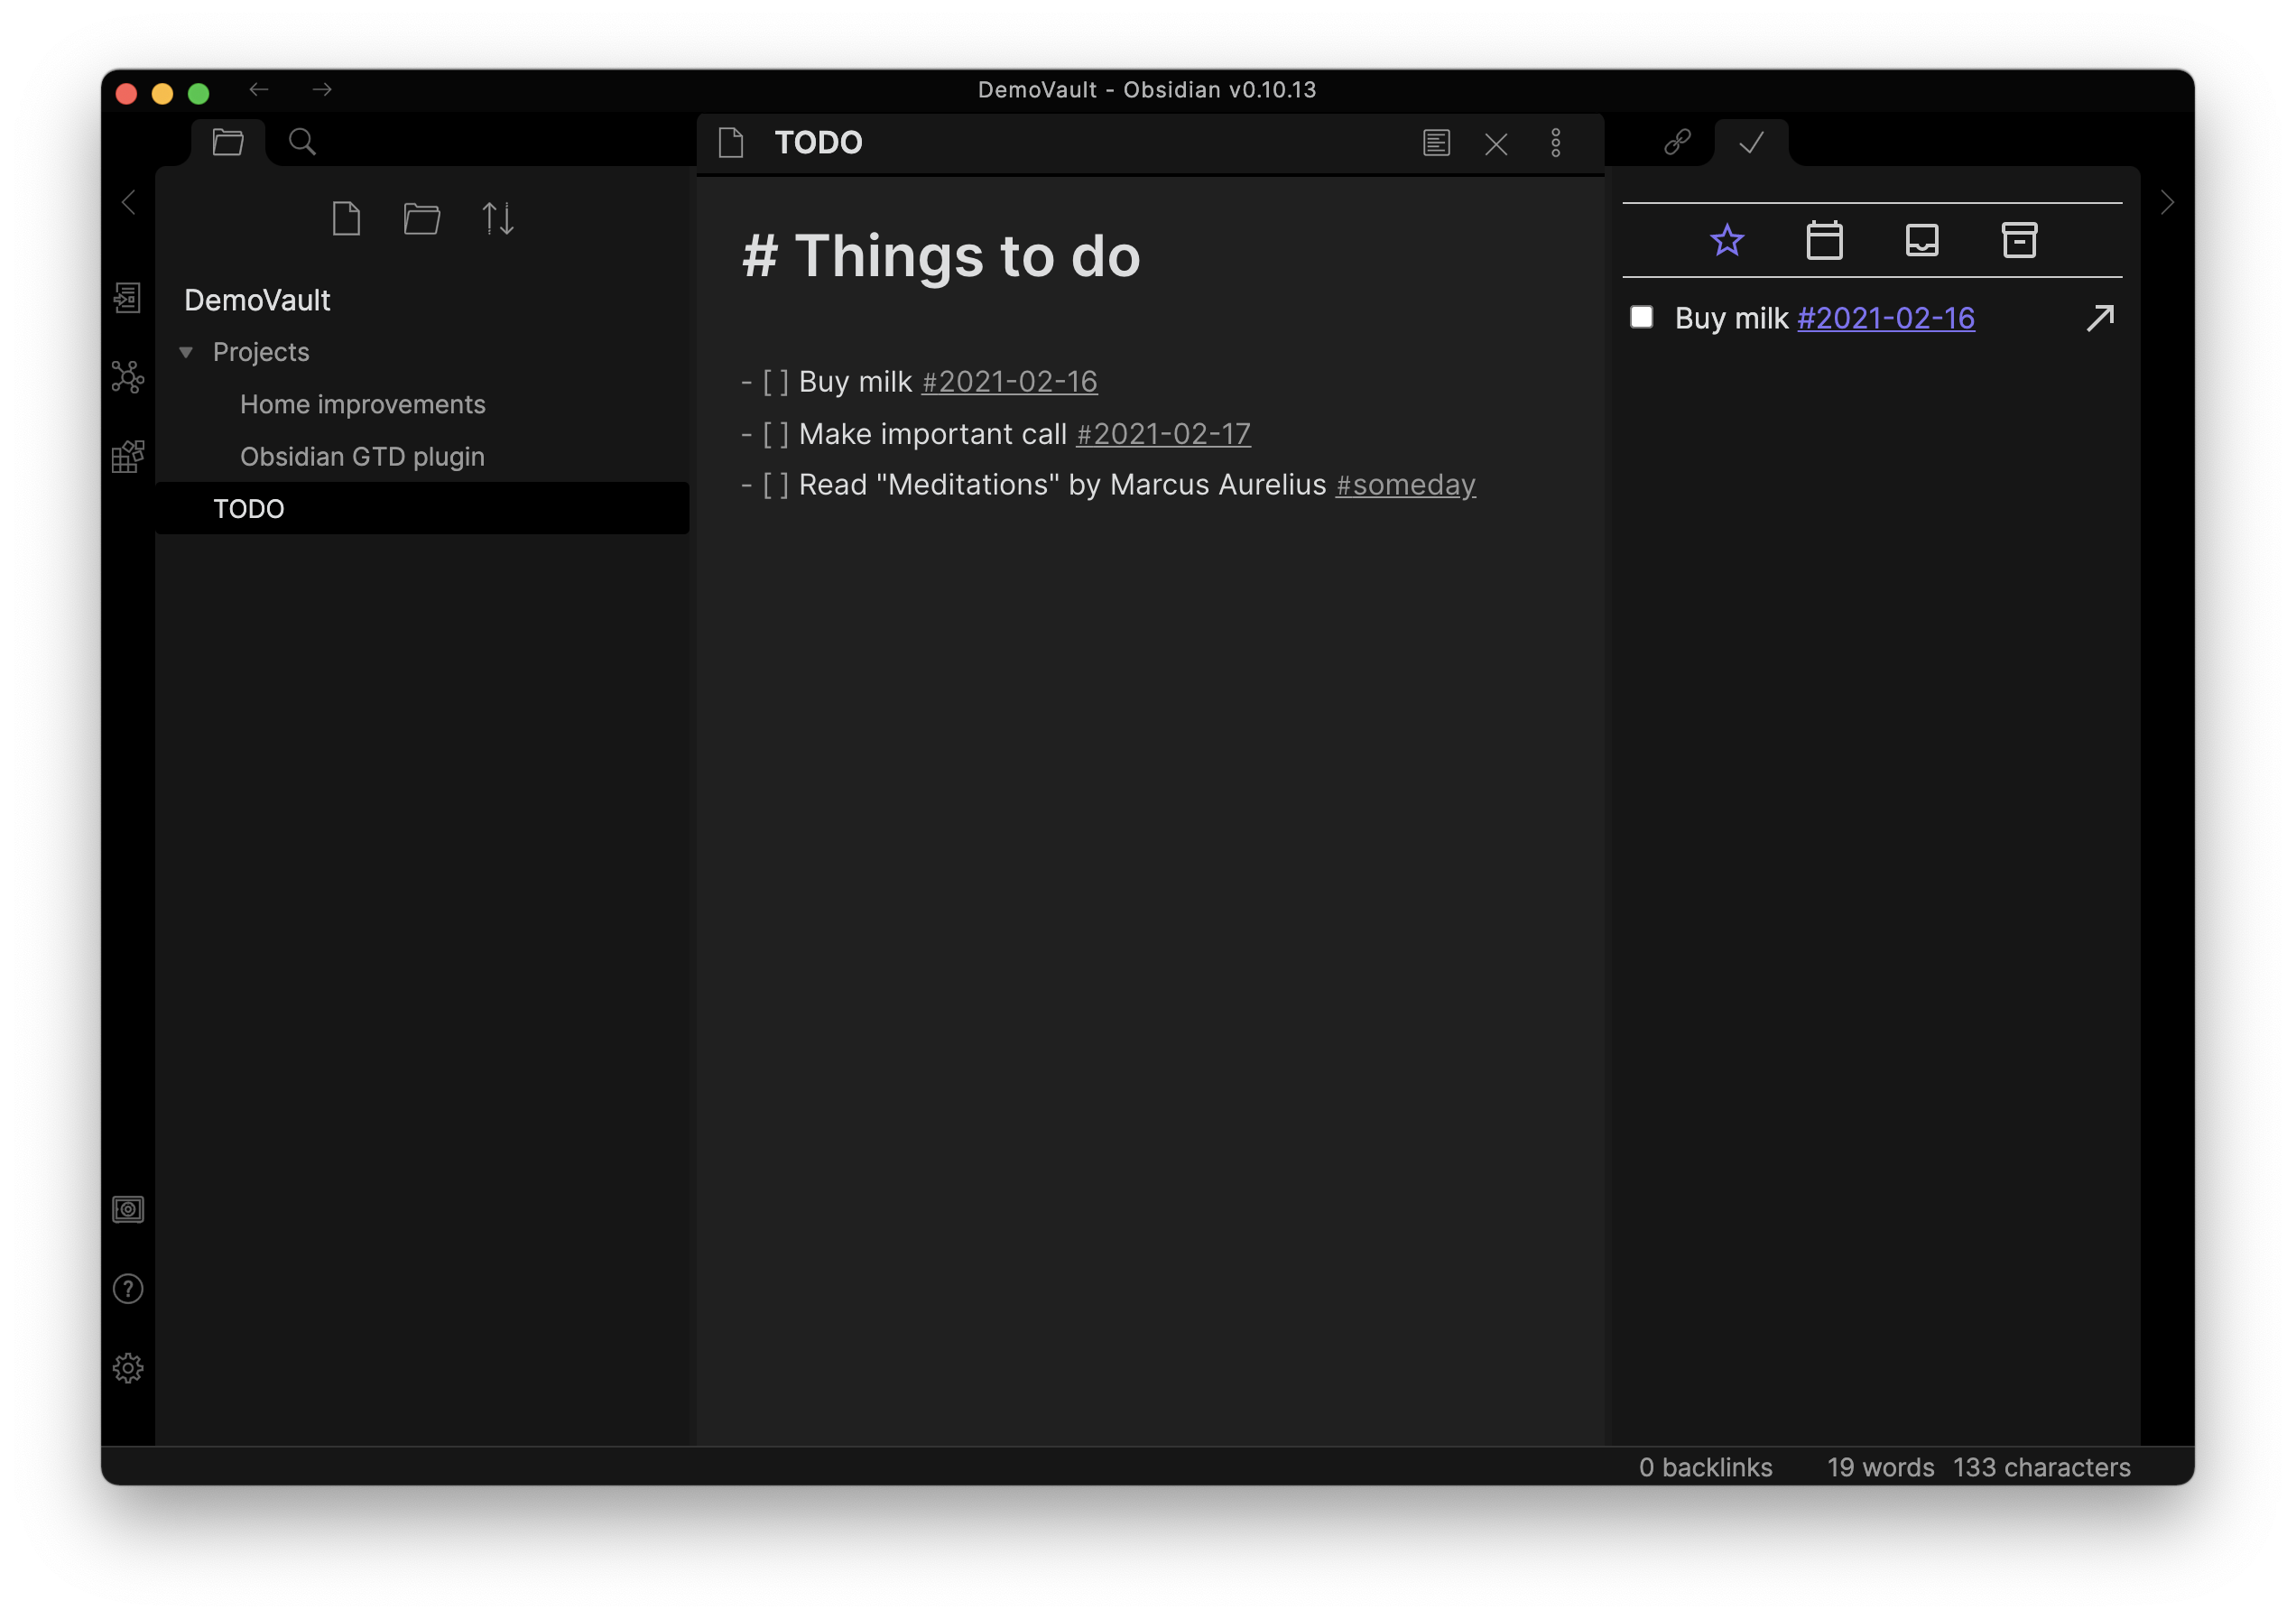 DemoVault - Obsidian v0.10.13
TODO
DemoVault
Projects
Home improvements
Obsidian GTD plugin
TODO
# Things to do
- [ ] Buy milk #2021-02-16
- [ ] Make important call #2021-02-17
- [ ] Read "Meditations" by Marcus Aurelius #someday
Buy milk #2021-02-16
0 backlinks 19 words 133 characters